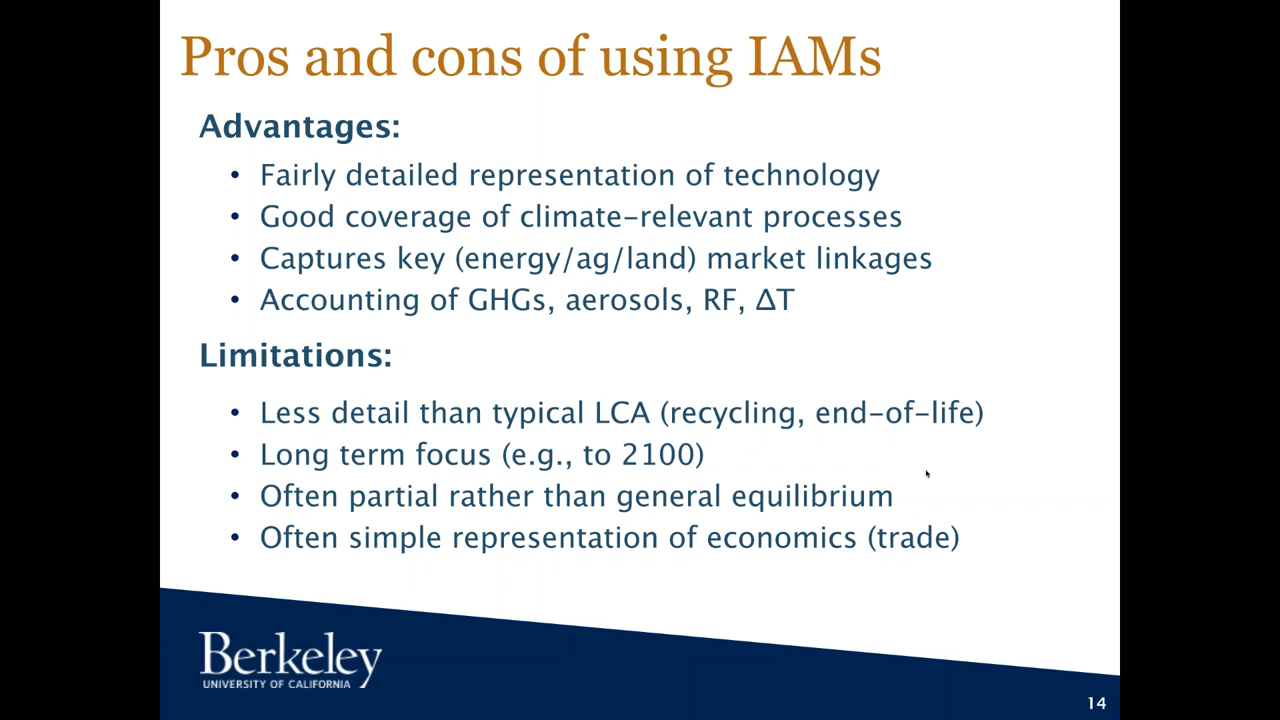 Pros and cons of using IAMs
Advantages:
• Fairly detailed representation of technology
• Good coverage of climate-relevant processes
• Captures key (energy/ag/land) market linkages
• Accounting of GHGs, aerosols, RF, ΔT
Limitations:
• Less detail than typical LCA (recycling, end-of-life)
• Long term focus (e.g., to 2100)
• Often partial rather than general equilibrium
• Often simple representation of economics (trade)
Berkeley
UNIVERSITY OF CALIFORNIA
14